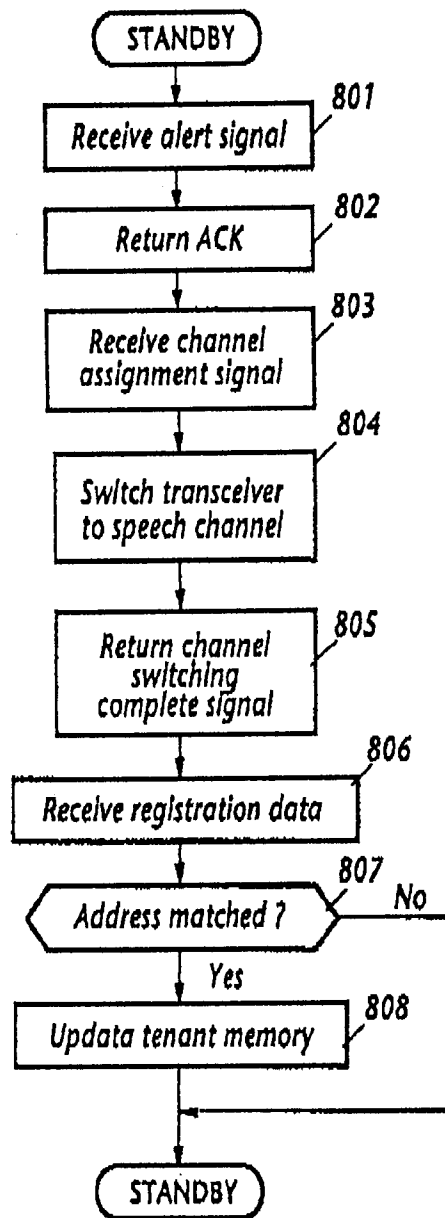 STANDBY
801
Receive alert signal
802
Return ACK
803
Receive channel
assignment signal
804
Switch transceiver
to speech channel
805
Return channel
switching
complete signal
806
Receive registration data
807
Address matched ?
No
Yes
808
Updata tenant memory
STANDBY